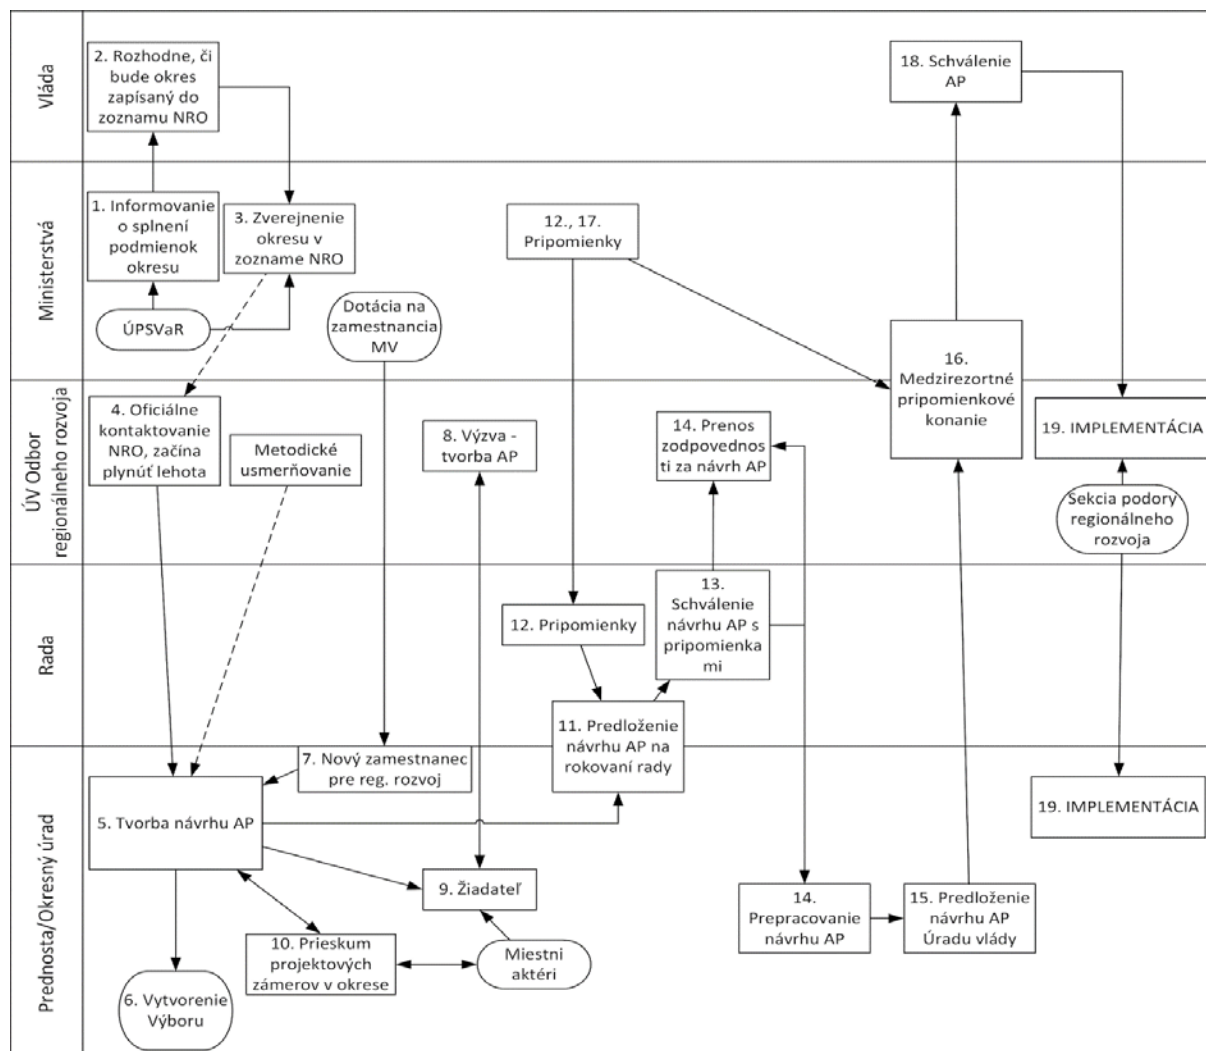 Vláda
2. Rozhodne, či
bude okres
zapísaný do
zoznamu NRO
18. Schválenie
AP
Ministerstvá
1. Informovanie
o splnení
podmienok
okresu
3. Zverejnenie
okresu v
zozname NRO
12., 17.
Pripomienky
ÚPSVaR
Dotácia na
zamestnancia
MV
16.
Medzirezortné
pripomienkové
konanie
ÚV Odbor
regionálneho rozvoja
4. Oficiálne
kontaktovanie
NRO, začína
plynúť lehota
Metodické
usmerňovanie
8. Výzva -
tvorba AP
14. Prenos
zodpovednos
ti za návrh AP
19. IMPLEMENTÁCIA
Sekcia podory
regionálneho
rozvoja
Rada
12. Pripomienky
13.
Schválenie
návrhu AP s
pripomienka
mi
11. Predloženie
návrhu AP na
rokovaní rady
Prednosta/Okresný úrad
7. Nový zamestnanec
pre reg. rozvoj
5. Tvorba návrhu AP
19. IMPLEMENTÁCIA
9. Žiadateľ
14.
Prepracovanie
návrhu AP
15. Predloženie
návrhu AP
Úradu vlády
10. Prieskum
projektových
zámerov v okrese
Miestni
aktéri
6. Vytvorenie
Výboru